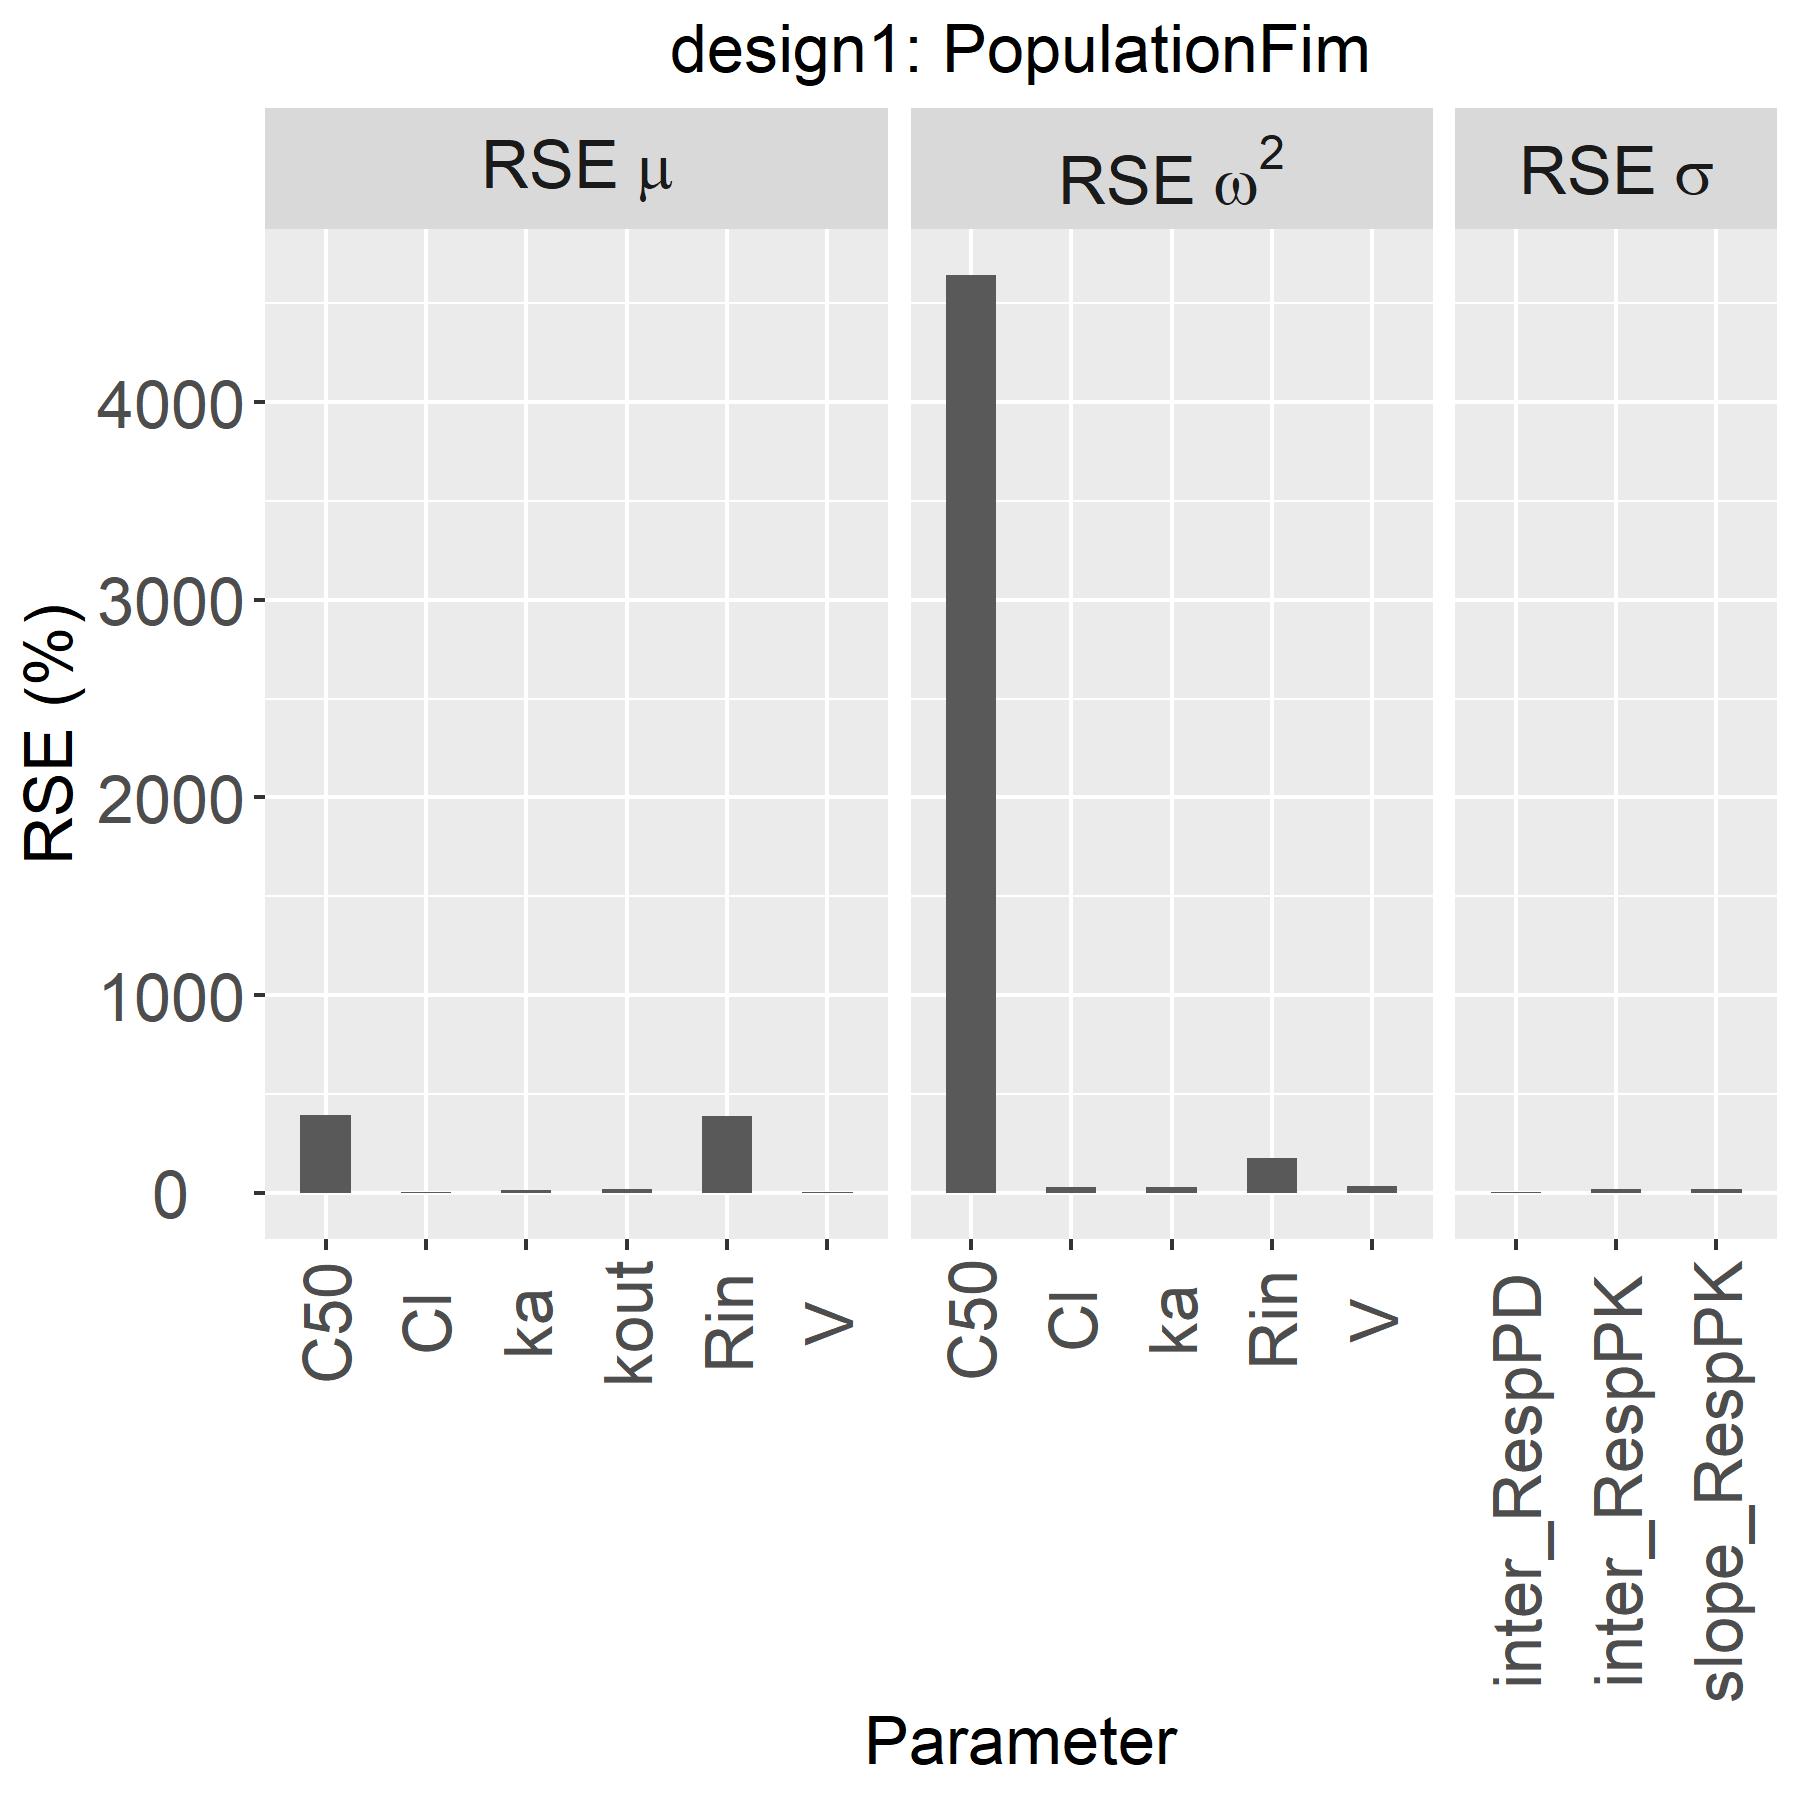 design1: PopulationFim
RSE μ
RSE ω²
RSE σ
RSE (%)
4000
3000
2000
1000
0
C50
Cl
ka
kout
Rin
V
C50
Cl
ka
Rin
V
inter_RespPD
inter_RespPK
slope_RespPK
Parameter